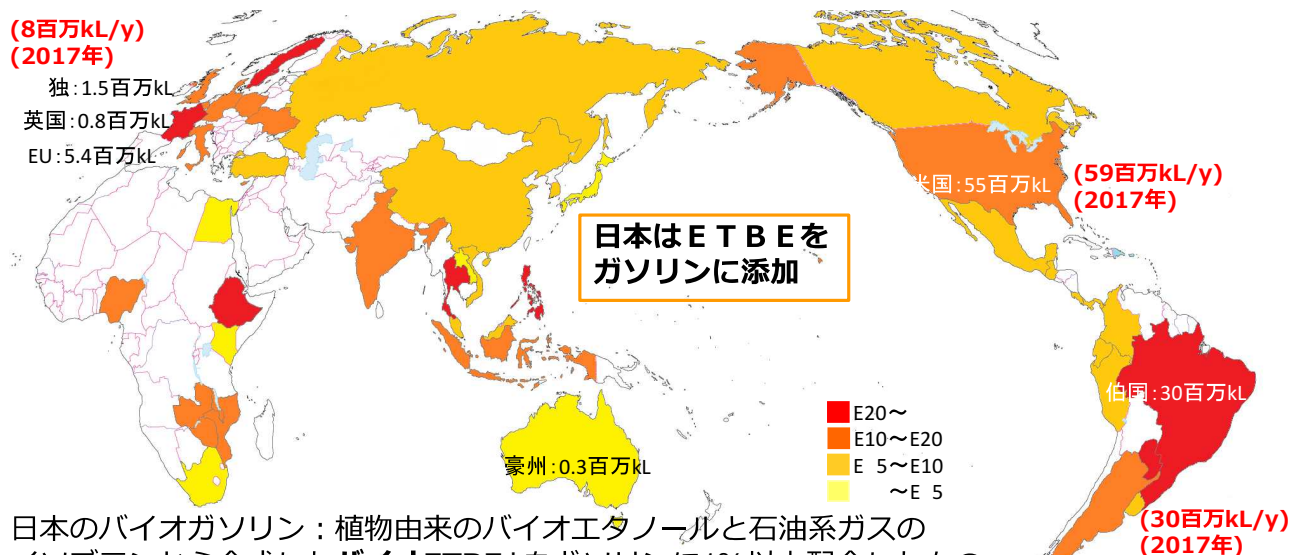 (8百万kL/y)
(2017年)
独：1.5百万kL
英国：0.8百万kL
EU：5.4百万kL
日本はＥＴＢＥを
ガソリンに添加
米国：55百万kL
(59百万kL/y)
(2017年)
伯国：30百万kL
豪州：0.3百万kL
E20～
E10～E20
E 5～E10
～E 5
(30百万kL/y)
(2017年)
日本のバイオガソリン：植物由来のバイオエタノールと石油系ガスの